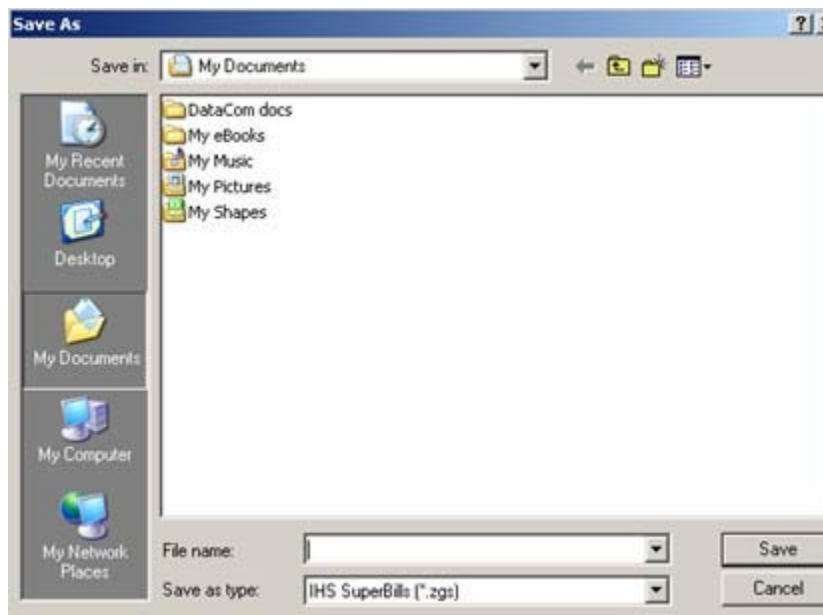 Save As
?
Save in:
My Documents
DataCom docs
My eBooks
My Music
My Pictures
My Shapes
My Recent
Documents
Desktop
My Documents
My Computer
My Network
Places
File name:
Save
Save as type:
IHS SuperBills (*.zgs)
Cancel